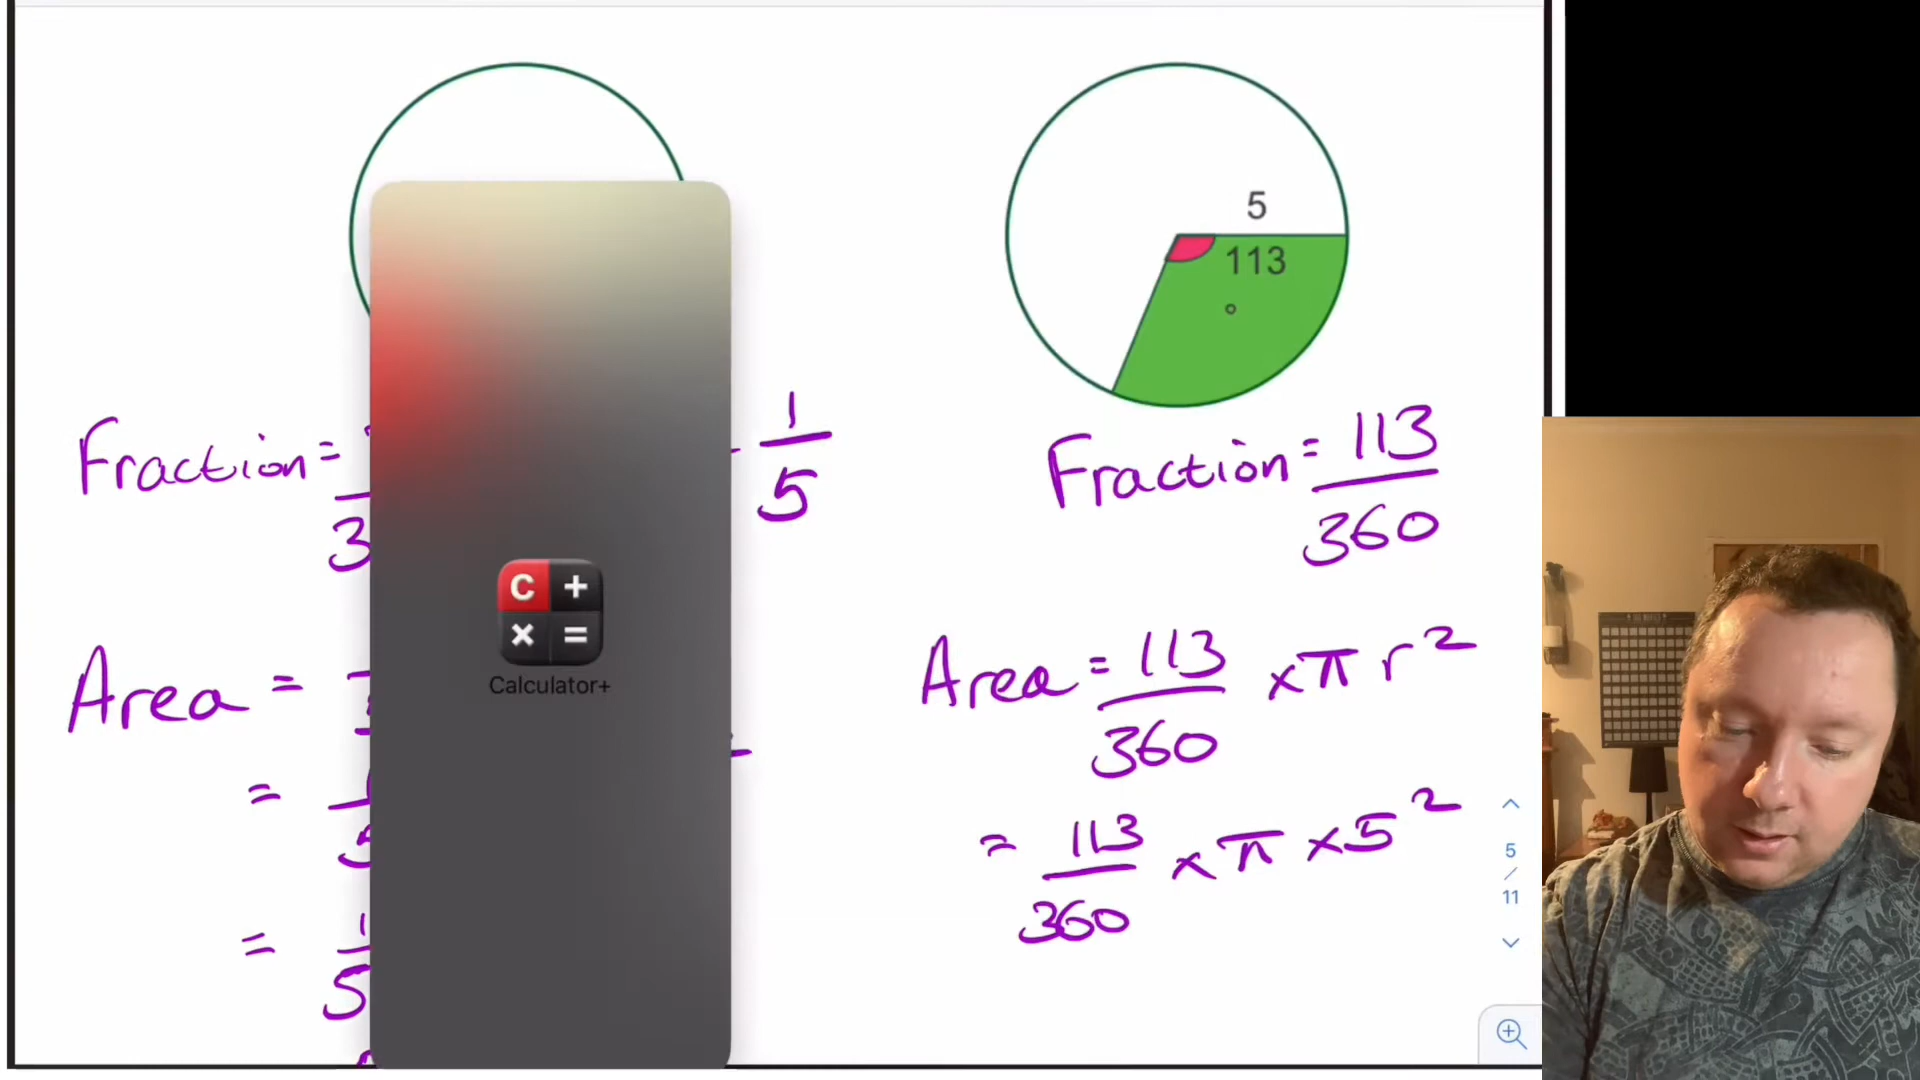 5
113
°
Fraction =
3
1
5
Fraction = 113
360
C +
× =
Calculator+
Area =
=
=
5
Area = 113 × π r²
360
= 113 × π × 5²
360
5
/
11